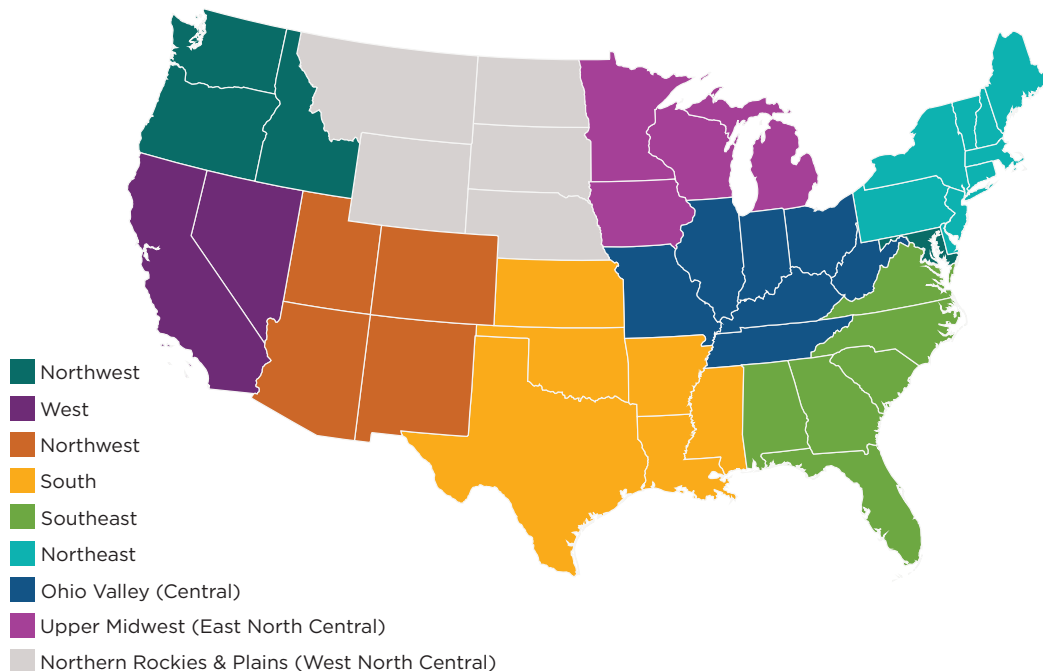 Northwest
West
Northwest
South
Southeast
Northeast
Ohio Valley (Central)
Upper Midwest (East North Central)
Northern Rockies & Plains (West North Central)